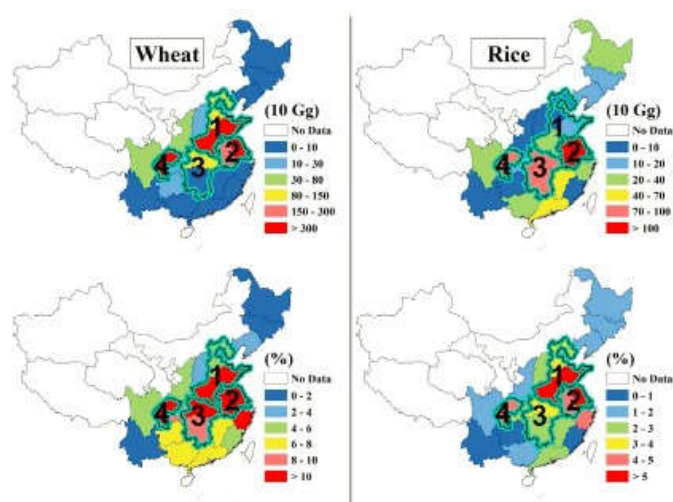 Wheat
(10 Gg)
No Data
0 - 10
10 - 30
30 - 80
80 - 150
150 - 300
> 300
1
2
3
4
Rice
(10 Gg)
No Data
0 - 10
10 - 20
20 - 40
40 - 70
70 - 100
> 100
1
2
3
4
(%)
No Data
0 - 2
2 - 4
4 - 6
6 - 8
8 - 10
> 10
1
2
3
4
(%)
No Data
0 - 1
1 - 2
2 - 3
3 - 4
4 - 5
> 5
1
2
3
4